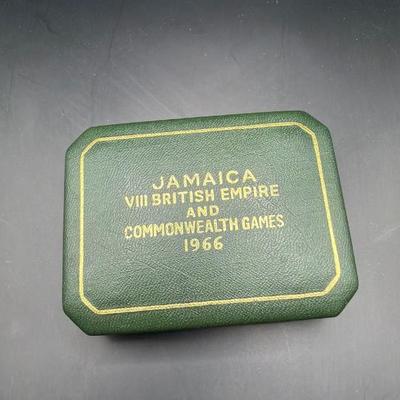 JAMAICA
VIII BRITISH EMPIRE
AND
COMMONWEALTH GAMES
1966